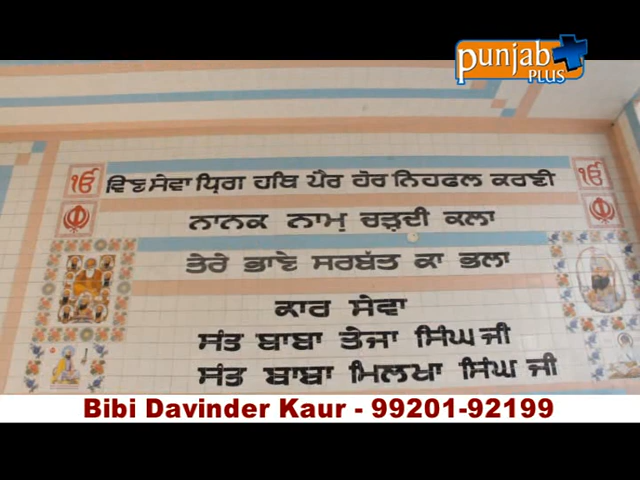 punjab
PLUS
ੴ ਵਿਣੁ ਸੇਵਾ ਧ੍ਰਿਗ ਹਥਿ ਪੈਰ ਹੋਰ ਨਿਹਫਲ ਕਰਣੀ ੴ
ਨਾਨਕ ਨਾਮੁ ਚੜ੍ਹਦੀ ਕਲਾ
ਤੇਰੇ ਭਾਣੇ ਸਰਬੱਤ ਕਾ ਭਲਾ
ਕਾਰ ਸੇਵਾ
ਸੰਤ ਬਾਬਾ ਤੇਜਾ ਸਿੰਘ ਜੀ
ਸੰਤ ਬਾਬਾ ਮਿਲਖਾ ਸਿੰਘ ਜੀ
Bibi Davinder Kaur - 99201-92199